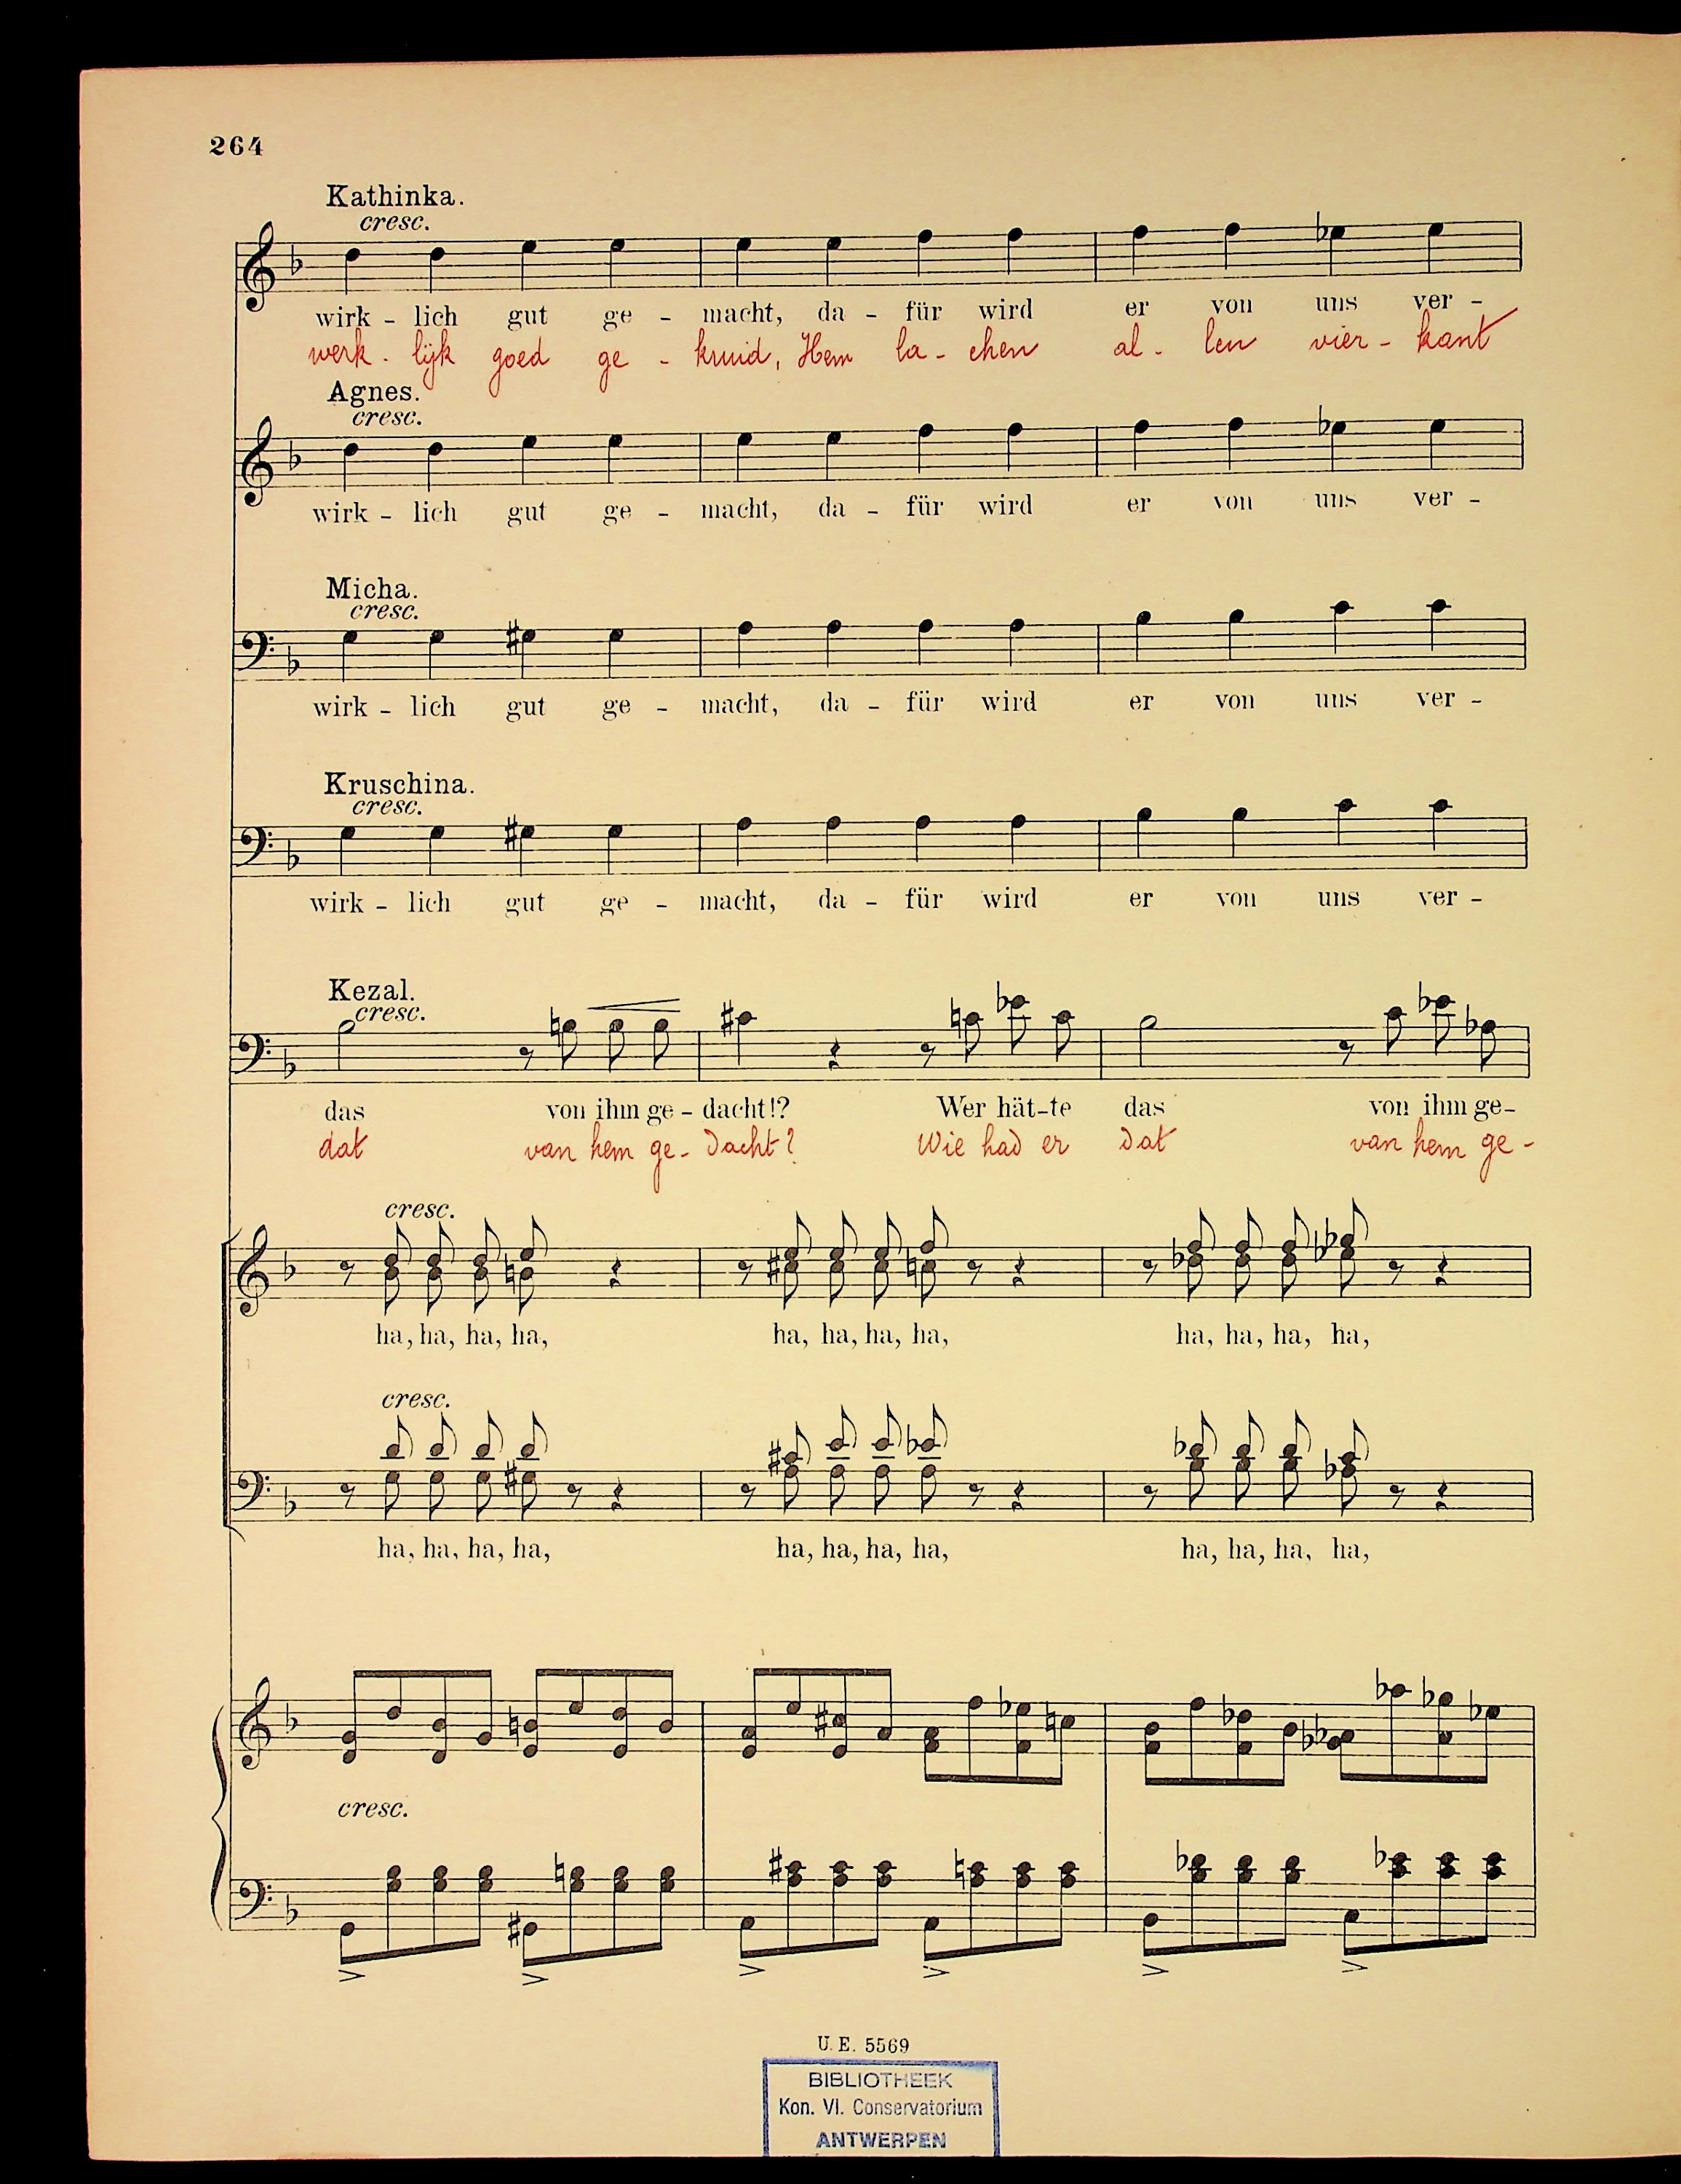 264
Kathinka.
cresc.
wirk - lich gut ge - macht, da - für wird er von uns ver -
werk - lijk goed ge - kruid, Hem la - chen al - len vier - kant
Agnes.
cresc.
wirk - lich gut ge - macht, da - für wird er von uns ver -
Micha.
cresc.
wirk - lich gut ge - macht, da - für wird er von uns ver -
Kruschina.
cresc.
wirk - lich gut ge - macht, da - für wird er von uns ver -
Kezal.
cresc.
das von ihm ge - dacht!? Wer hät-te das von ihm ge-
dat van hem ge - dacht? Wie had er dat van hem ge -
cresc.
ha, ha, ha, ha, ha, ha, ha, ha, ha, ha, ha, ha,
cresc.
ha, ha, ha, ha, ha, ha, ha, ha, ha, ha, ha, ha,
cresc.
U. E. 5569
BIBLIOTHEEK
Kon. Vl. Conservatorium
ANTWERPEN